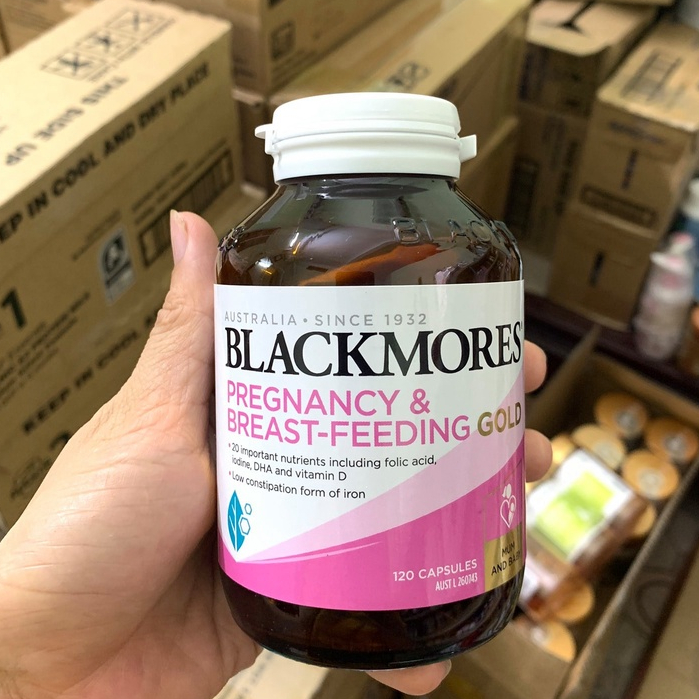 THIS SIDE UP
KEEP IN COOL AND DRY PLACE
KEEP IN COOL AND
AUSTRALIA • SINCE 1932
BLACKMORES
PREGNANCY &
BREAST-FEEDING GOLD
• 20 important nutrients including folic acid,
iodine, DHA and vitamin D
• Low constipation form of iron
MUM
AND BABY
120 CAPSULES
AUST L 260743